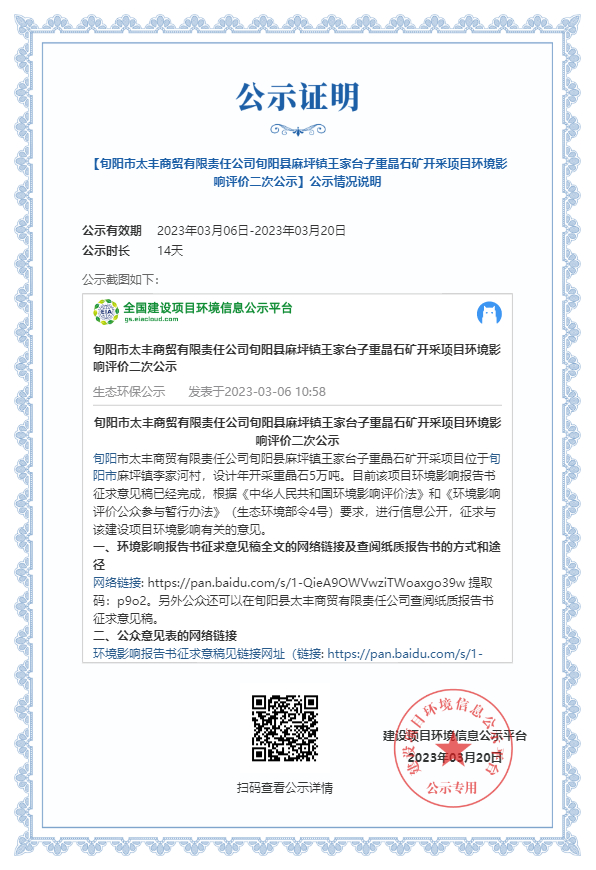 公示证明
【旬阳市太丰商贸有限责任公司旬阳县麻坪镇王家台子重晶石矿开采项目环境影
响评价二次公示】公示情况说明
公示有效期 2023年03月06日-2023年03月20日
公示时长 14天
公示截图如下：
EIA 全国建设项目环境信息公示平台
gs.eiacloud.com
旬阳市太丰商贸有限责任公司旬阳县麻坪镇王家台子重晶石矿开采项目环境影
响评价二次公示
生态环保公示 发表于2023-03-06 10:58
旬阳市太丰商贸有限责任公司旬阳县麻坪镇王家台子重晶石矿开采项目环境影
响评价二次公示
旬阳市太丰商贸有限责任公司旬阳县麻坪镇王家台子重晶石矿开采项目位于旬
阳市麻坪镇李家河村，设计年开采重晶石5万吨。目前该项目环境影响报告书
征求意见稿已经完成，根据《中华人民共和国环境影响评价法》和《环境影响
评价公众参与暂行办法》（生态环境部令4号）要求，进行信息公开，征求与
该建设项目环境影响有关的意见。
一、环境影响报告书征求意见稿全文的网络链接及查阅纸质报告书的方式和途
径
网络链接: https://pan.baidu.com/s/1-QieA9OWVwziTWoaxgo39w 提取
码：p9o2。另外公众还可以在旬阳县太丰商贸有限责任公司查阅纸质报告书
征求意见稿。
二、公众意见表的网络链接
环境影响报告书征求意稿见链接网址（链接: https://pan.baidu.com/s/1-
建设项目环境信息公示平台
2023年03月20日
建设项目环境信息公示平台
公示专用
扫码查看公示详情